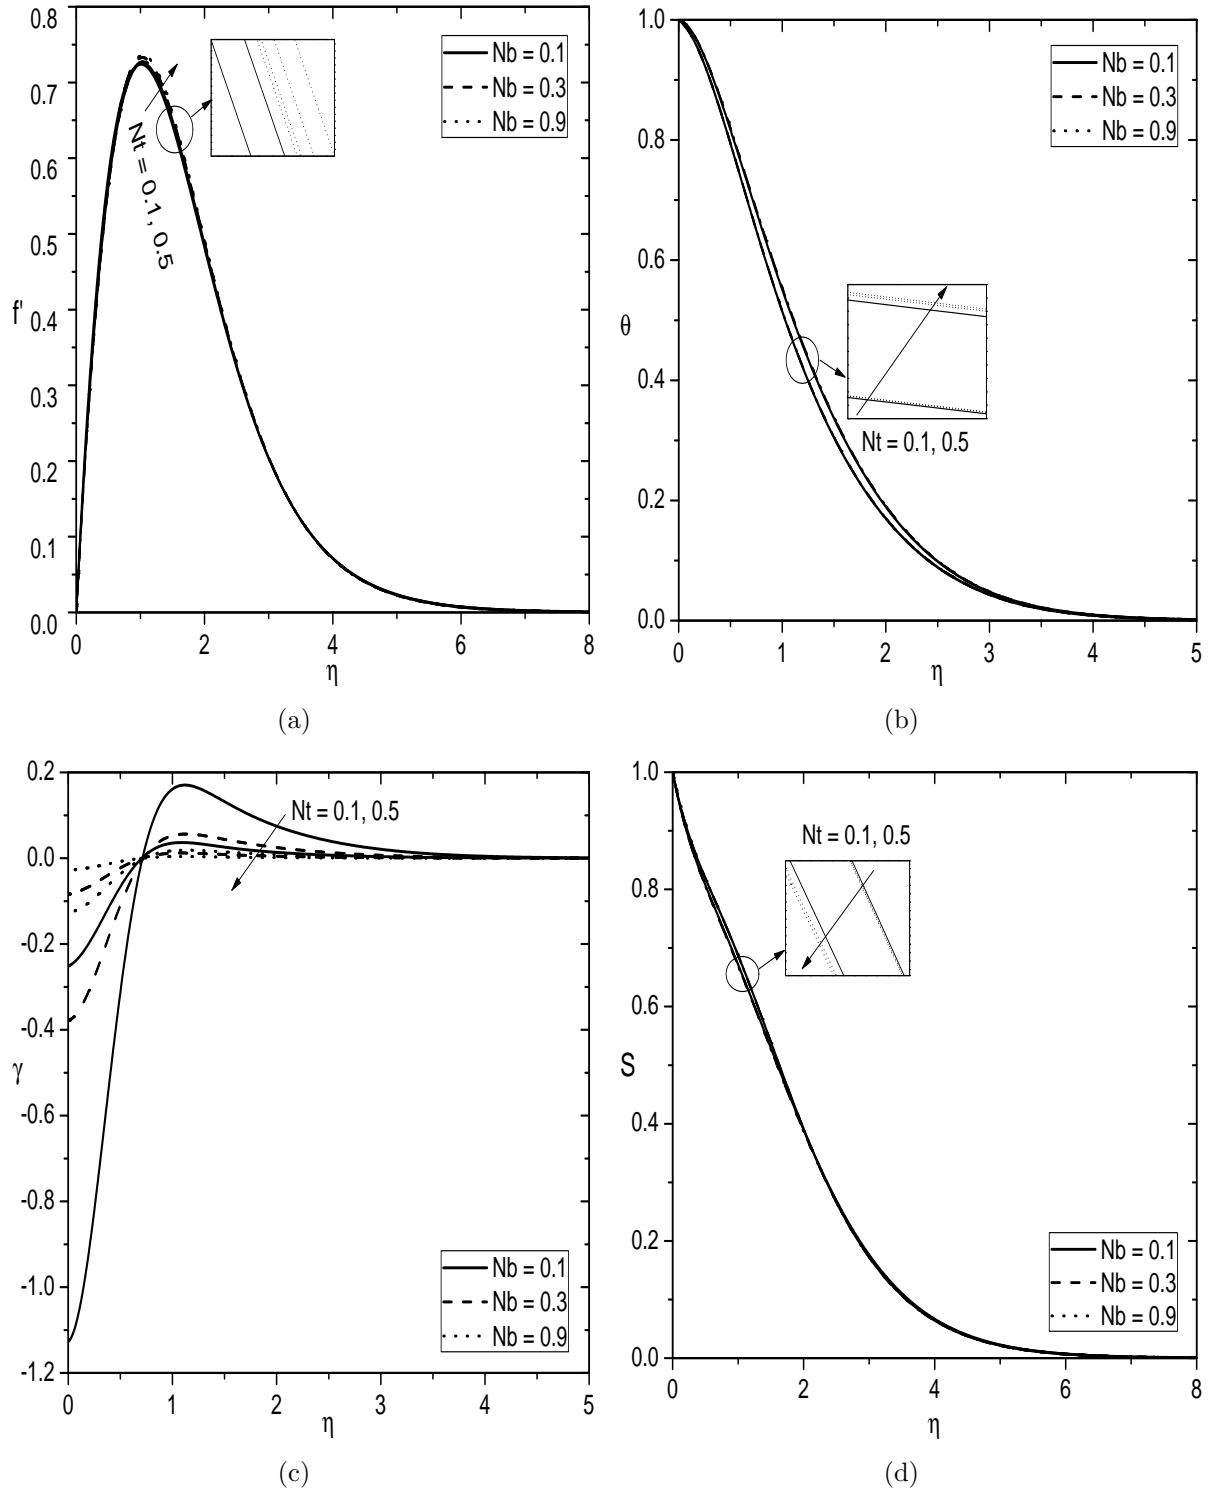 0.8
0.7
0.6
0.5
0.4
0.3
0.2
0.1
0.0
f'
0 2 4 6 8
η
Nt = 0.1, 0.5
Nb = 0.1
Nb = 0.3
Nb = 0.9
(a)
1.0
0.8
0.6
0.4
0.2
0.0
θ
0 1 2 3 4 5
η
Nt = 0.1, 0.5
Nb = 0.1
Nb = 0.3
Nb = 0.9
(b)
0.2
0.0
-0.2
-0.4
-0.6
-0.8
-1.0
-1.2
γ
0 1 2 3 4 5
η
Nt = 0.1, 0.5
Nb = 0.1
Nb = 0.3
Nb = 0.9
(c)
1.0
0.8
0.6
0.4
0.2
0.0
S
0 2 4 6 8
η
Nt = 0.1, 0.5
Nb = 0.1
Nb = 0.3
Nb = 0.9
(d)